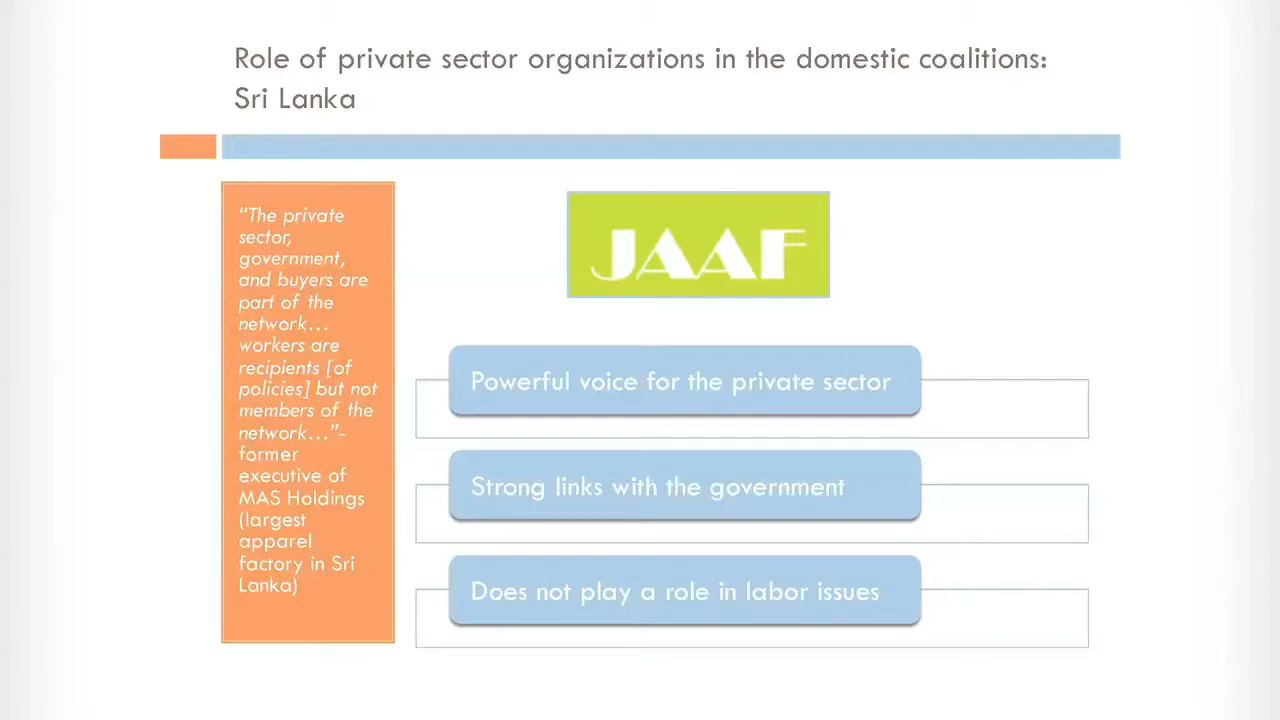 Role of private sector organizations in the domestic coalitions:
Sri Lanka
“The private
sector,
government,
and buyers are
part of the
network…
workers are
recipients [of
policies] but not
members of the
network…”-
former
executive of
MAS Holdings
(largest
apparel
factory in Sri
Lanka)
JAAF
Powerful voice for the private sector
Strong links with the government
Does not play a role in labor issues